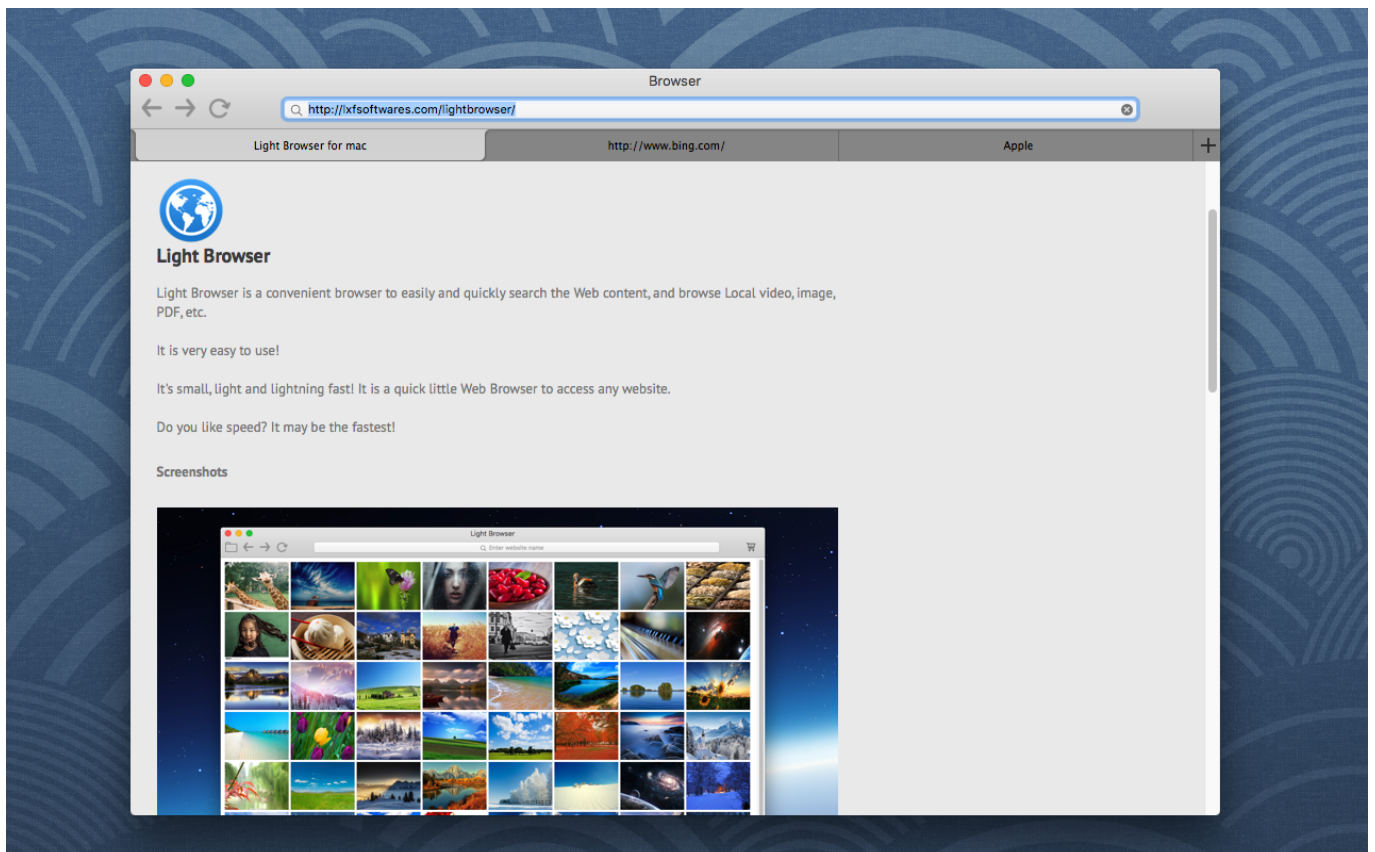 Browser
http://lxfsoftwares.com/lightbrowser/
Light Browser for mac
http://www.bing.com/
Apple
Light Browser
Light Browser is a convenient browser to easily and quickly search the Web content, and browse Local video, image,
PDF, etc.
It is very easy to use!
It's small, light and lightning fast! It is a quick little Web Browser to access any website.
Do you like speed? It may be the fastest!
Screenshots
Light Browser
Enter website name